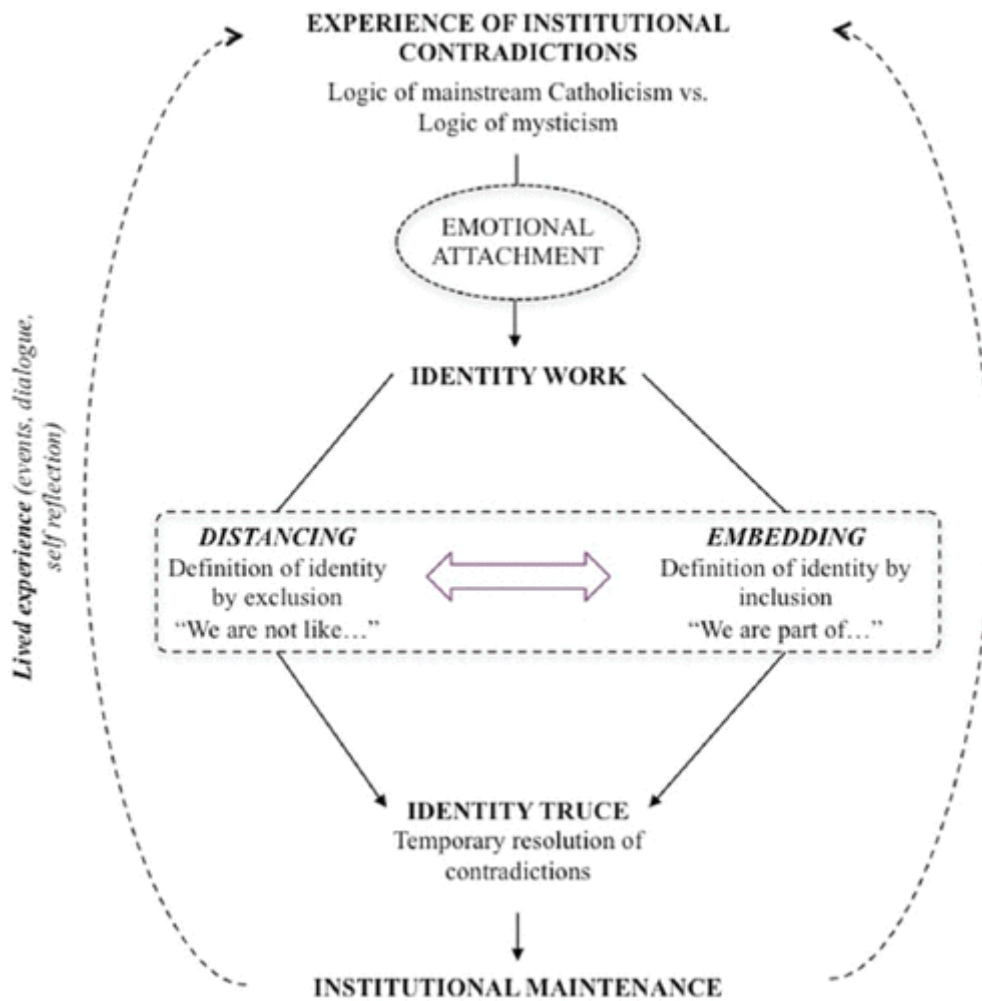 EXPERIENCE OF INSTITUTIONAL
CONTRADICTIONS
Logic of mainstream Catholicism vs.
Logic of mysticism
EMOTIONAL
ATTACHMENT
IDENTITY WORK
Lived experience (events, dialogue,
self reflection)
DISTANCING
Definition of identity
by exclusion
“We are not like…”
EMBEDDING
Definition of identity by
inclusion
“We are part of…”
IDENTITY TRUCE
Temporary resolution of
contradictions
INSTITUTIONAL MAINTENANCE